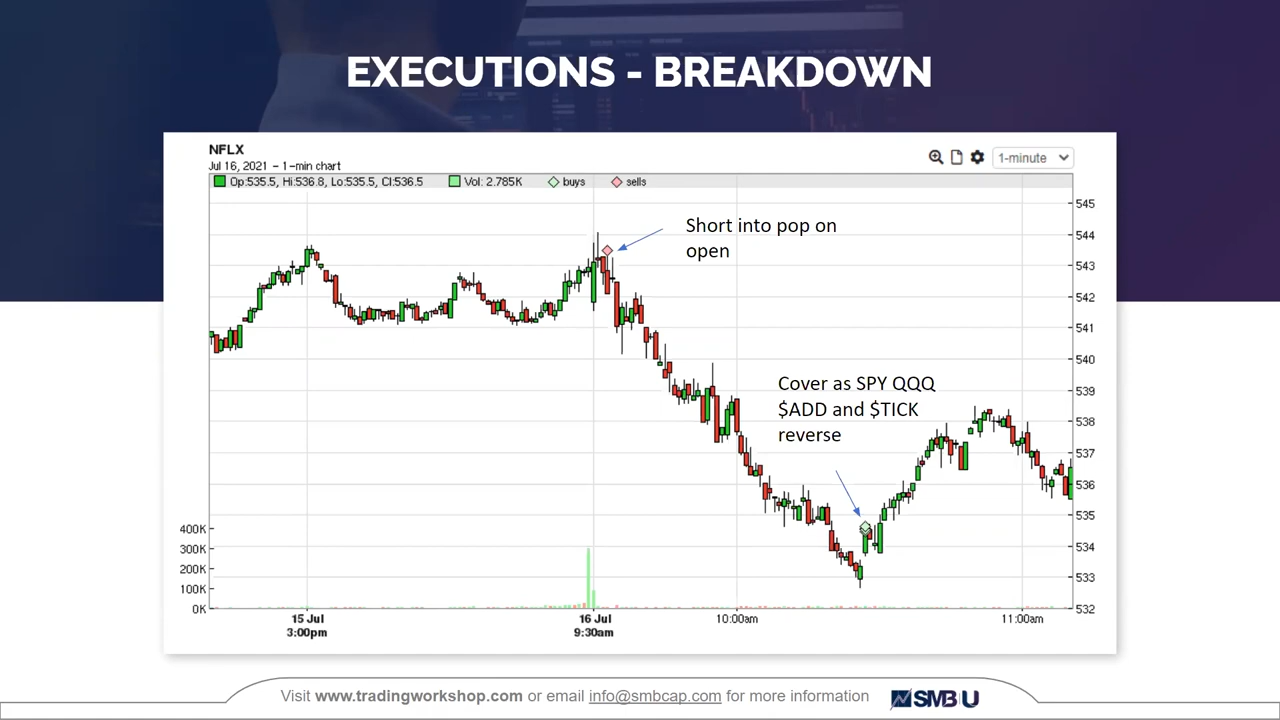 EXECUTIONS - BREAKDOWN
NFLX
Jul 16, 2021 - 1-min chart
1-minute
Op:535.5, Hi:536.8, Lo:535.5, Cl:536.5
Vol: 2.785K
buys
sells
Short into pop on
open
Cover as SPY QQQ
$ADD and $TICK
reverse
545
544
543
542
541
540
539
538
537
536
535
534
533
532
400K
300K
200K
100K
0K
15 Jul
3:00pm
16 Jul
9:30am
10:00am
11:00am
Visit www.tradingworkshop.com or email info@smbcap.com for more information
SMB U